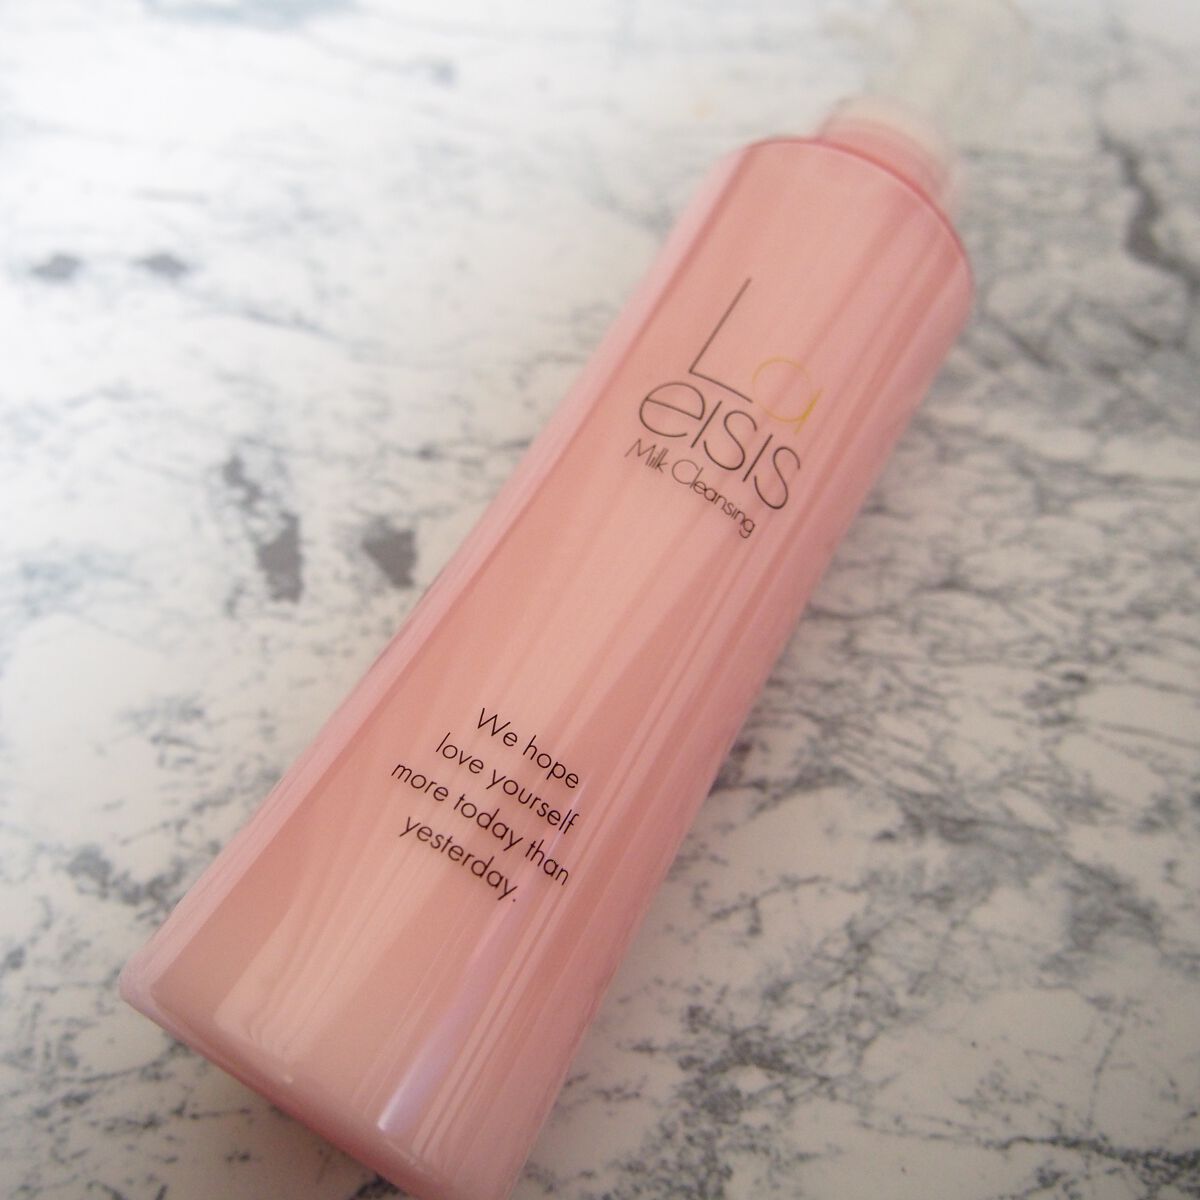 La
eisis
Milk Cleansing
We hope
love yourself
more today than
yesterday.